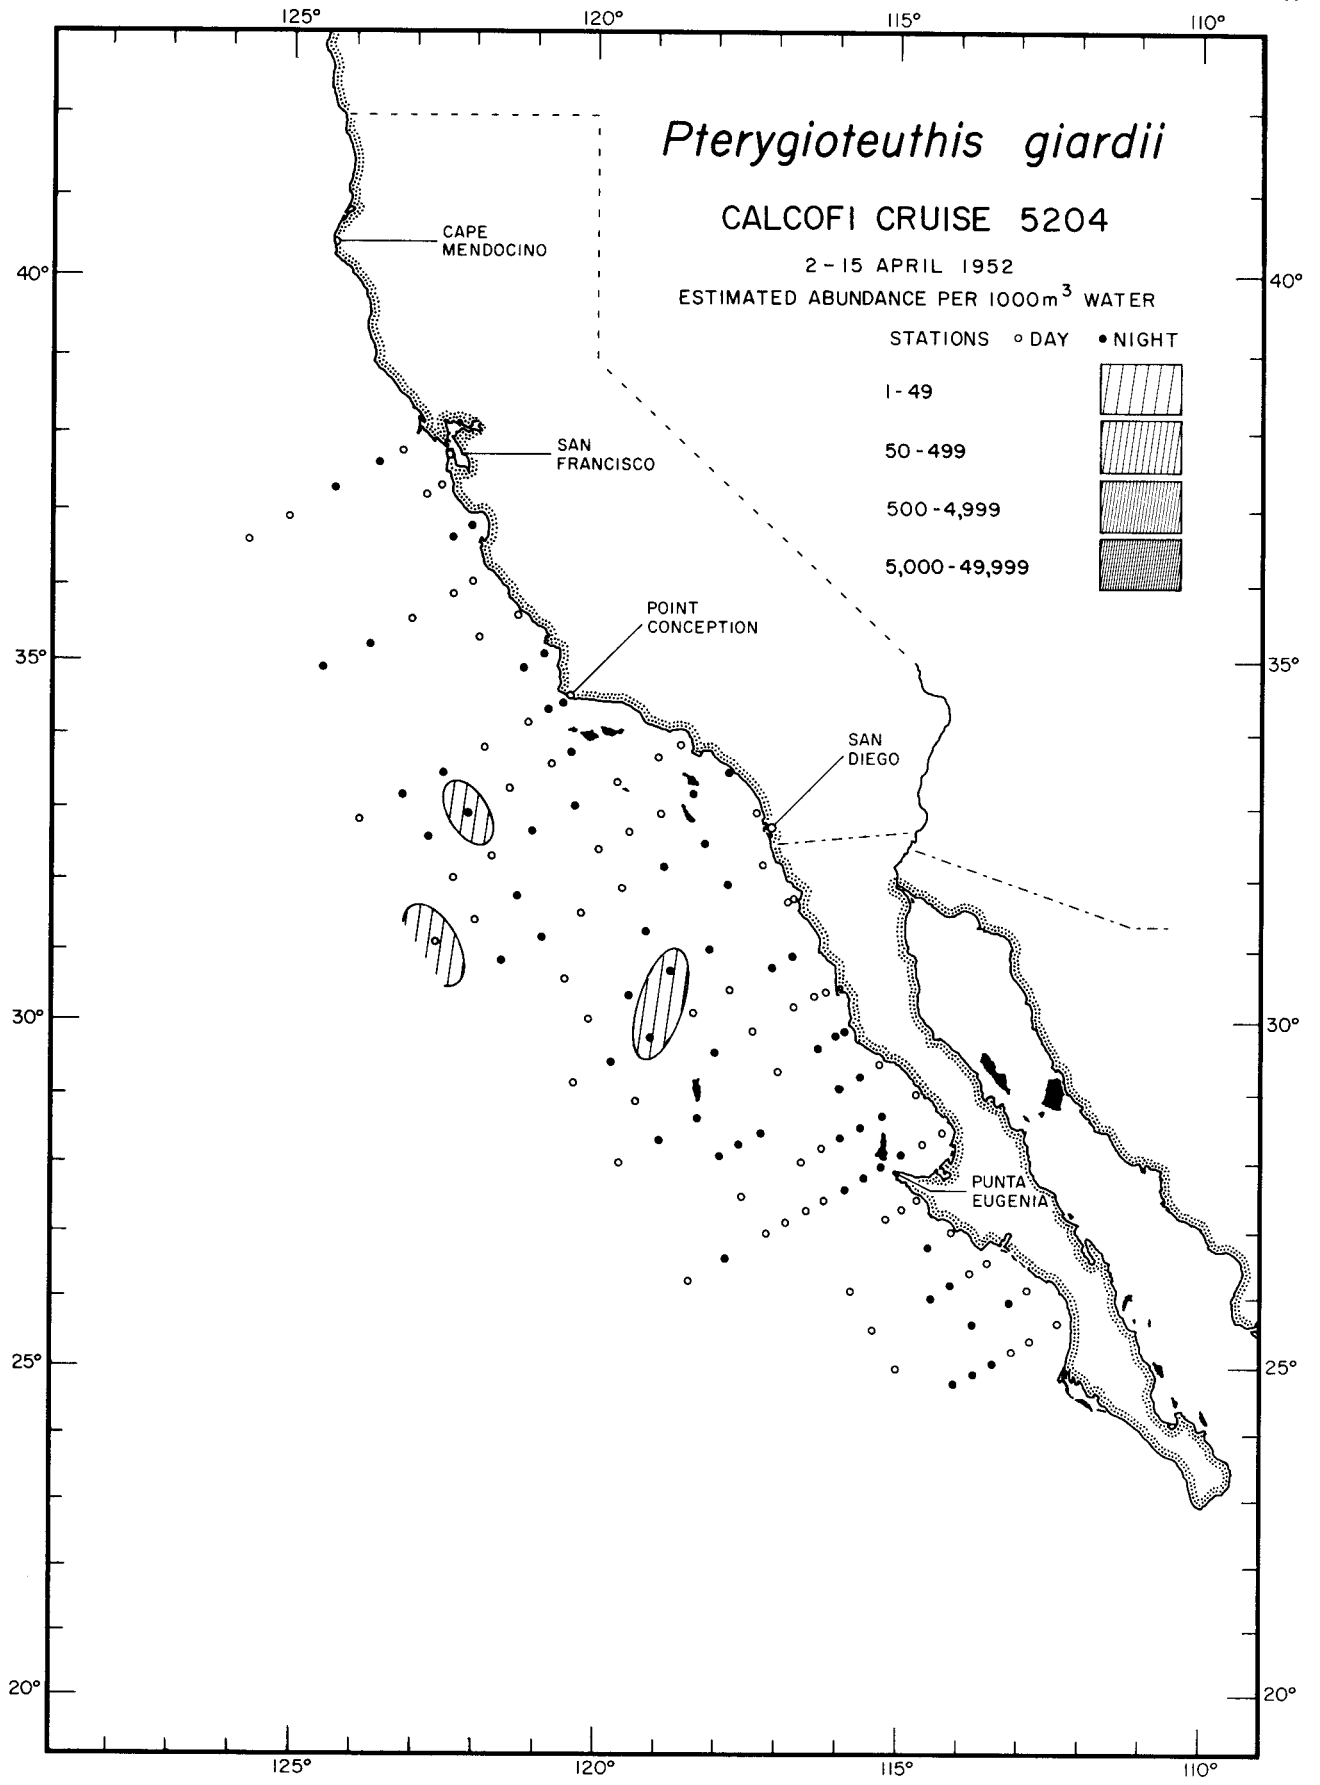 125° 120° 115° 110°
Pterygioteuthis giardii
CALCOFI CRUISE 5204
2-15 APRIL 1952
ESTIMATED ABUNDANCE PER 1000m³ WATER
STATIONS ○ DAY ● NIGHT
1-49
50-499
500-4,999
5,000-49,999
CAPE
MENDOCINO
40° 40°
SAN
FRANCISCO
POINT
CONCEPTION
35° 35°
SAN
DIEGO
30° 30°
PUNTA
EUGENIA
25° 25°
20° 20°
125° 120° 115° 110°